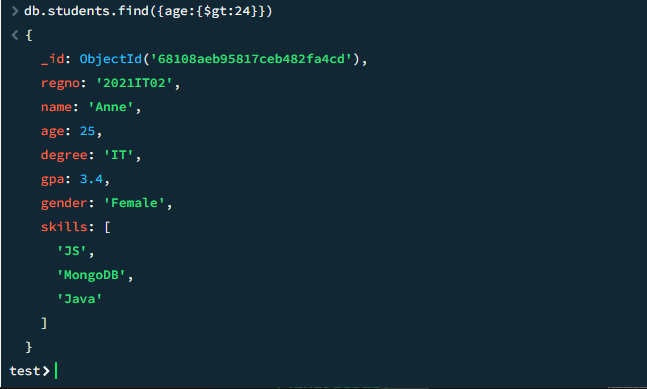 > db.students.find({age:{$gt:24}})
< {
_id: ObjectId('68108aeb95817ceb482fa4cd'),
regno: '2021IT02',
name: 'Anne',
age: 25,
degree: 'IT',
gpa: 3.4,
gender: 'Female',
skills: [
'JS',
'MongoDB',
'Java'
]
}
test>